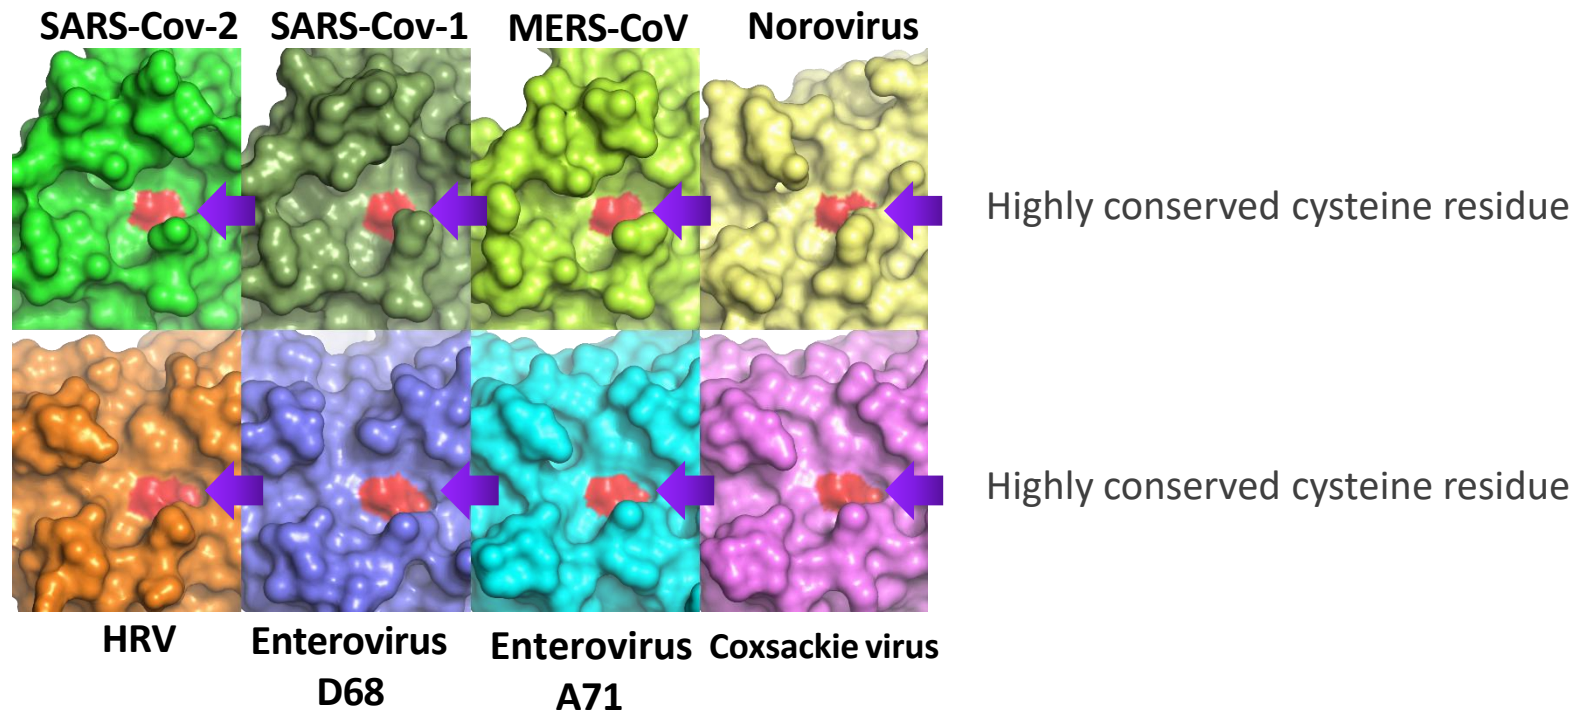 SARS-Cov-2
SARS-Cov-1
MERS-CoV
Norovirus
Highly conserved cysteine residue
Highly conserved cysteine residue
HRV
Enterovirus
D68
Enterovirus
A71
Coxsackie virus